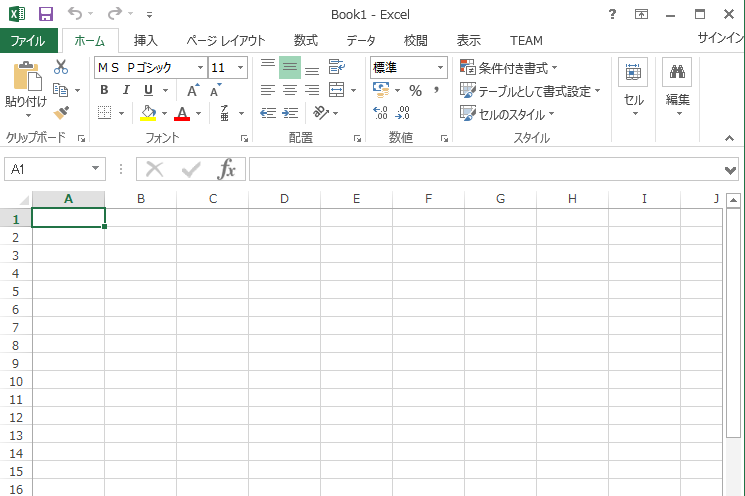 Book1 - Excel
ファイル ホーム 挿入 ページ レイアウト 数式 データ 校閲 表示 TEAM サインイン
ＭＳ Ｐゴシック 11 標準 条件付き書式
貼り付け B I U A A % , テーブルとして書式設定 セル 編集
A 亜 セルのスタイル
クリップボード フォント 配置 数値 スタイル
A1 fx
A B C D E F G H I J
1
2
3
4
5
6
7
8
9
10
11
12
13
14
15
16